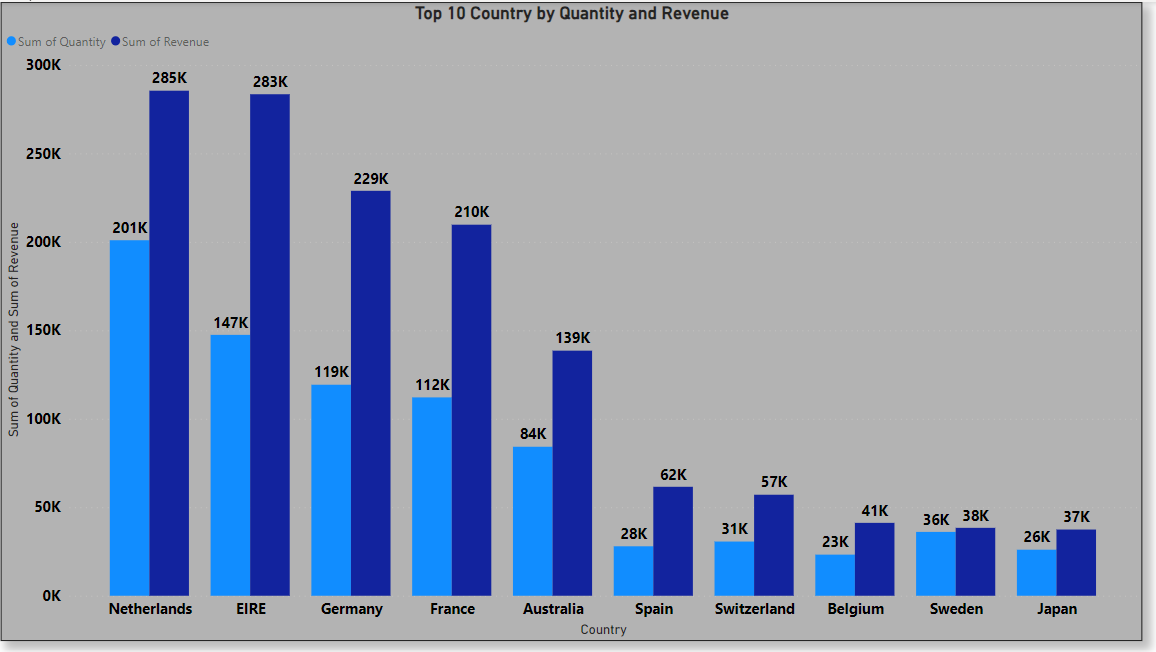 Top 10 Country by Quantity and Revenue
Sum of Quantity Sum of Revenue
300K
250K
200K
150K
100K
50K
0K
Sum of Quantity and Sum of Revenue
201K
285K
147K
283K
119K
229K
112K
210K
84K
139K
28K
62K
31K
57K
23K
41K
36K
38K
26K
37K
Netherlands EIRE Germany France Australia Spain Switzerland Belgium Sweden Japan
Country